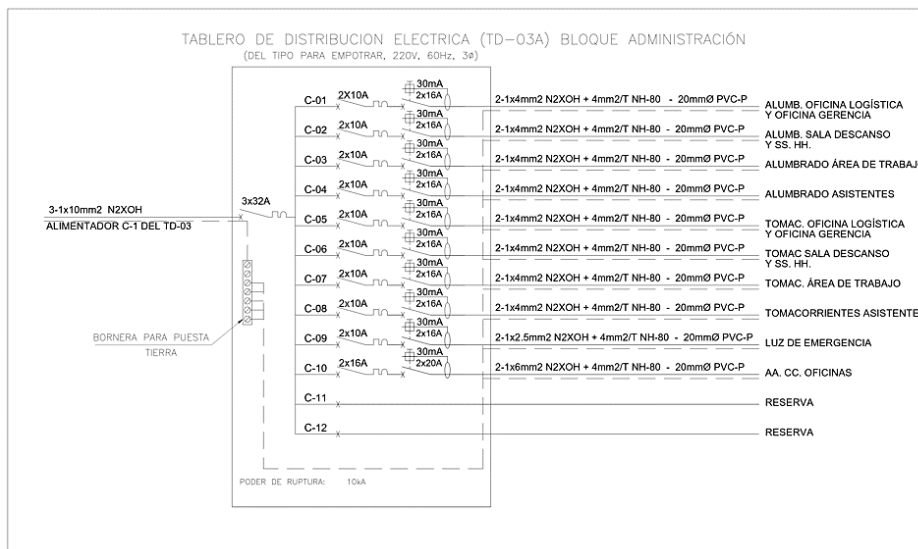 TABLERO DE DISTRIBUCION ELECTRICA (TD-03A) BLOQUE ADMINISTRACIÓN
(DEL TIPO PARA EMPOTRAR, 220V, 60Hz, 3ø)
3-1x10mm2 N2XOH
ALIMENTADOR C-1 DEL TD-03
3x32A
BORNERA PARA PUESTA
TIERRA
C-01 2X10A 30mA 2x16A 2-1x4mm2 N2XOH + 4mm2/T NH-80 - 20mmØ PVC-P ALUMB. OFICINA LOGÍSTICA
Y OFICINA GERENCIA
C-02 2x10A 30mA 2x16A 2-1x4mm2 N2XOH + 4mm2/T NH-80 - 20mmØ PVC-P ALUMB. SALA DESCANSO
Y SS. HH.
C-03 2x10A 30mA 2x16A 2-1x4mm2 N2XOH + 4mm2/T NH-80 - 20mmØ PVC-P ALUMBRADO ÁREA DE TRABAJO
C-04 2x10A 30mA 2x16A 2-1x4mm2 N2XOH + 4mm2/T NH-80 - 20mmØ PVC-P ALUMBRADO ASISTENTES
C-05 2x10A 30mA 2x16A 2-1x4mm2 N2XOH + 4mm2/T NH-80 - 20mmØ PVC-P TOMAC. OFICINA LOGÍSTICA
Y OFICINA GERENCIA
C-06 2x10A 30mA 2x16A 2-1x4mm2 N2XOH + 4mm2/T NH-80 - 20mmØ PVC-P TOMAC SALA DESCANSO
Y SS. HH.
C-07 2x10A 30mA 2x16A 2-1x4mm2 N2XOH + 4mm2/T NH-80 - 20mmØ PVC-P TOMAC. ÁREA DE TRABAJO
C-08 2x10A 30mA 2x16A 2-1x4mm2 N2XOH + 4mm2/T NH-80 - 20mmØ PVC-P TOMACORRIENTES ASISTENTE
C-09 2x10A 30mA 2x16A 2-1x2.5mm2 N2XOH + 4mm2/T NH-80 - 20mmØ PVC-P LUZ DE EMERGENCIA
C-10 2x16A 30mA 2x20A 2-1x6mm2 N2XOH + 4mm2/T NH-80 - 20mmØ PVC-P AA. CC. OFICINAS
C-11 RESERVA
C-12 RESERVA
PODER DE RUPTURA: 10kA